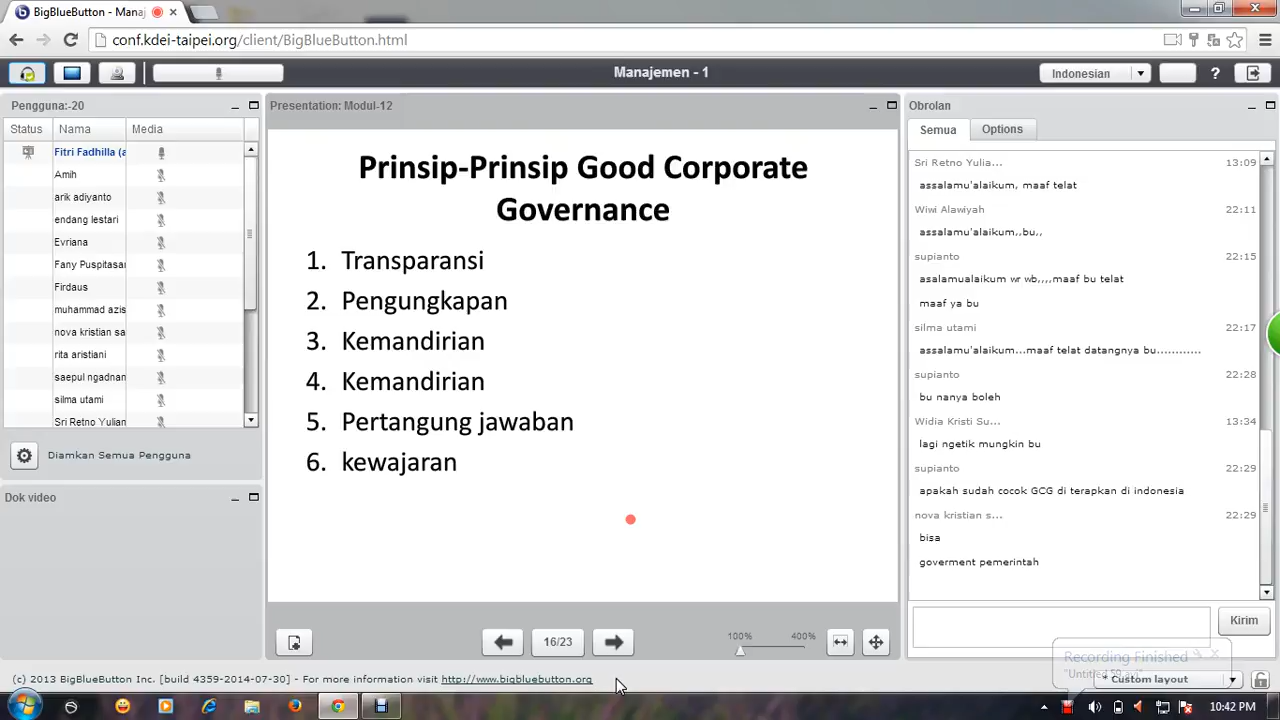 BigBlueButton - Manaj
conf.kdei-taipei.org/client/BigBlueButton.html
Manajemen - 1
Indonesian
?
Pengguna:-20
Status Nama Media
Fitri Fadhilla (a
Amih
arik adiyanto
endang lestari
Evriana
Fany Puspitasar
Firdaus
muhammad azis
nova kristian sa
rita aristiani
saepul ngadnan
silma utami
Sri Retno Yulian
Diamkan Semua Pengguna
Dok video
Presentation: Modul-12
Prinsip-Prinsip Good Corporate
Governance
1. Transparansi
2. Pengungkapan
3. Kemandirian
4. Kemandirian
5. Pertangung jawaban
6. kewajaran
16/23
100% 400%
Obrolan
Semua Options
Sri Retno Yulia... 13:09
assalamu'alaikum, maaf telat
Wiwi Alawiyah 22:11
assalamu'alaikum,,bu,,
supianto 22:15
asalamualaikum wr wb,,,,maaf bu telat
maaf ya bu
silma utami 22:17
assalamu'alaikum...maaf telat datangnya bu............
supianto 22:28
bu nanya boleh
Widia Kristi Su... 13:34
lagi ngetik mungkin bu
supianto 22:29
apakah sudah cocok GCG di terapkan di indonesia
nova kristian s... 22:29
bisa
goverment pemerintah
Kirim
Recording Finished
"Untitled 59.avi"
* Custom layout
(c) 2013 BigBlueButton Inc. [build 4359-2014-07-30] - For more information visit http://www.bigbluebutton.org
10:42 PM